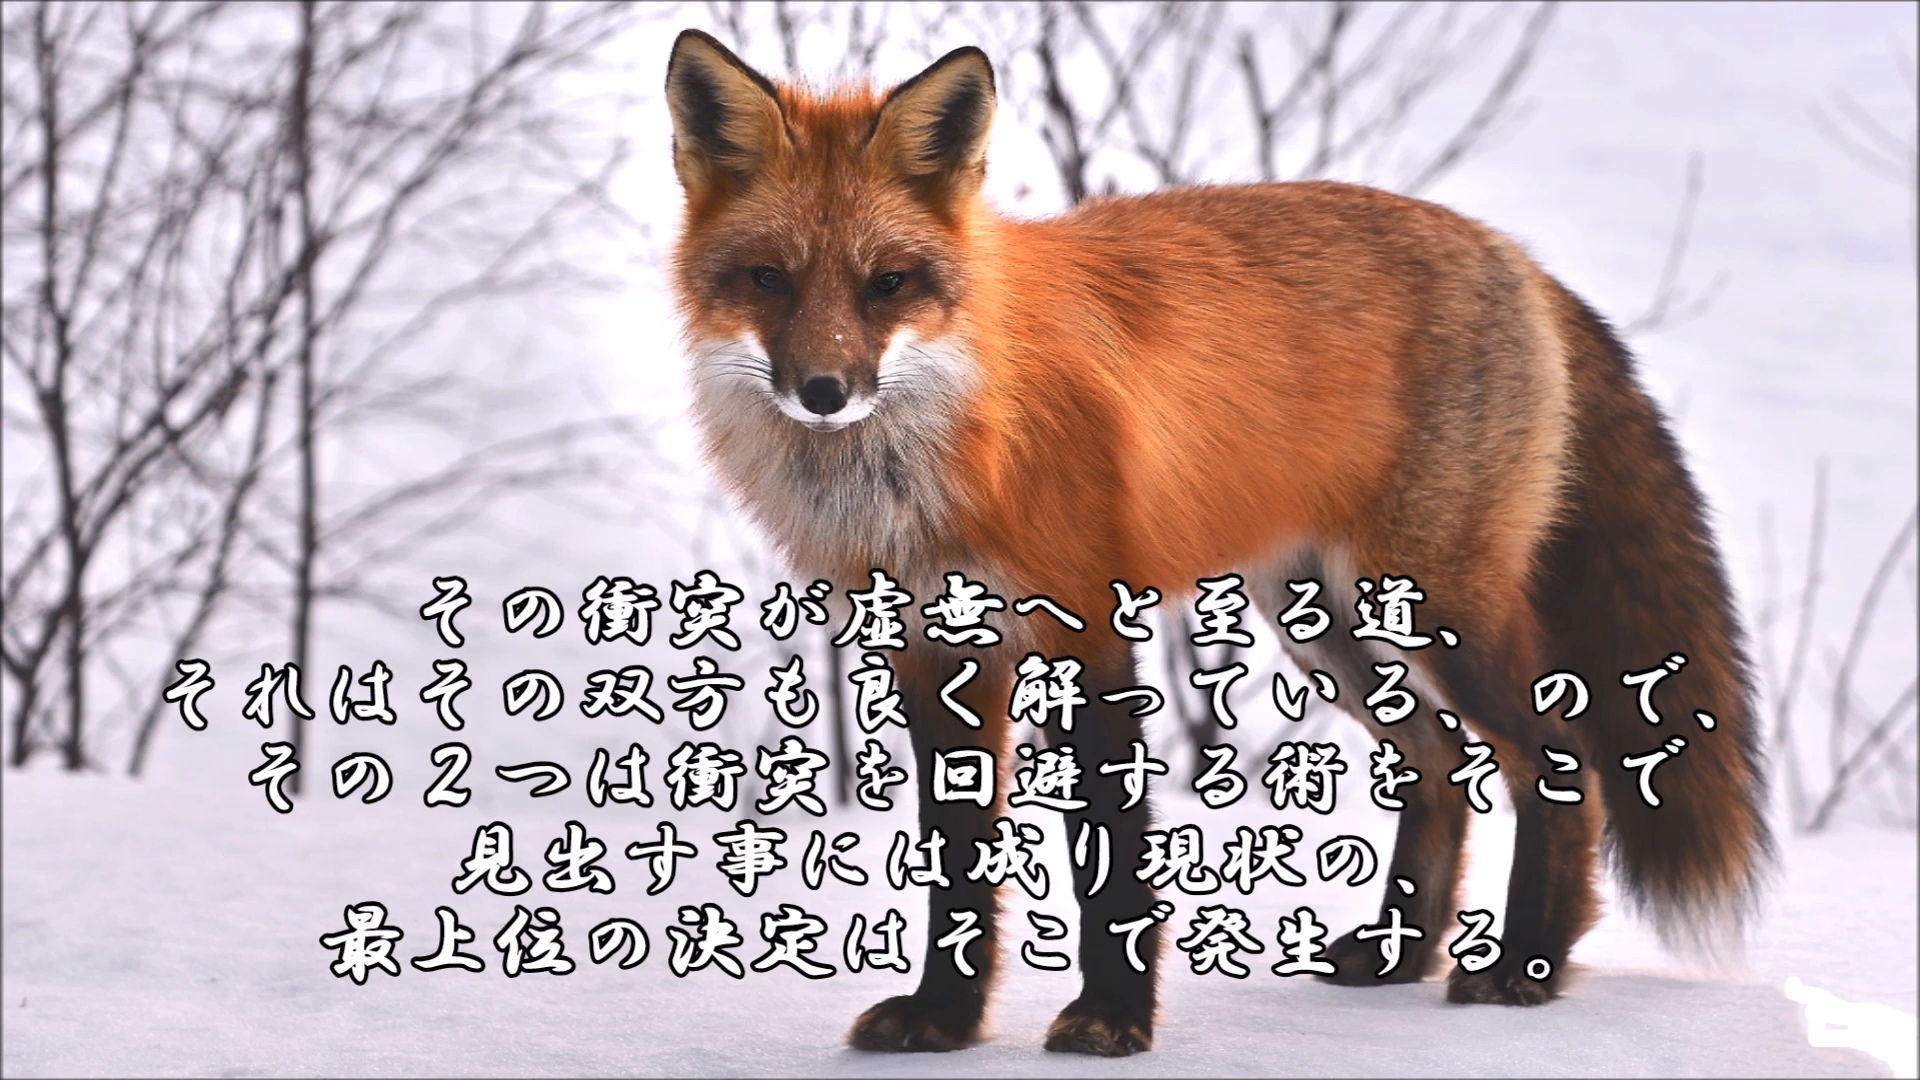 その衝突が虚無へと至る道、
それはその双方も良く解っている、ので、
その２つは衝突を回避する術をそこで
見出す事には成り現状の、
最上位の決定はそこで発生する。